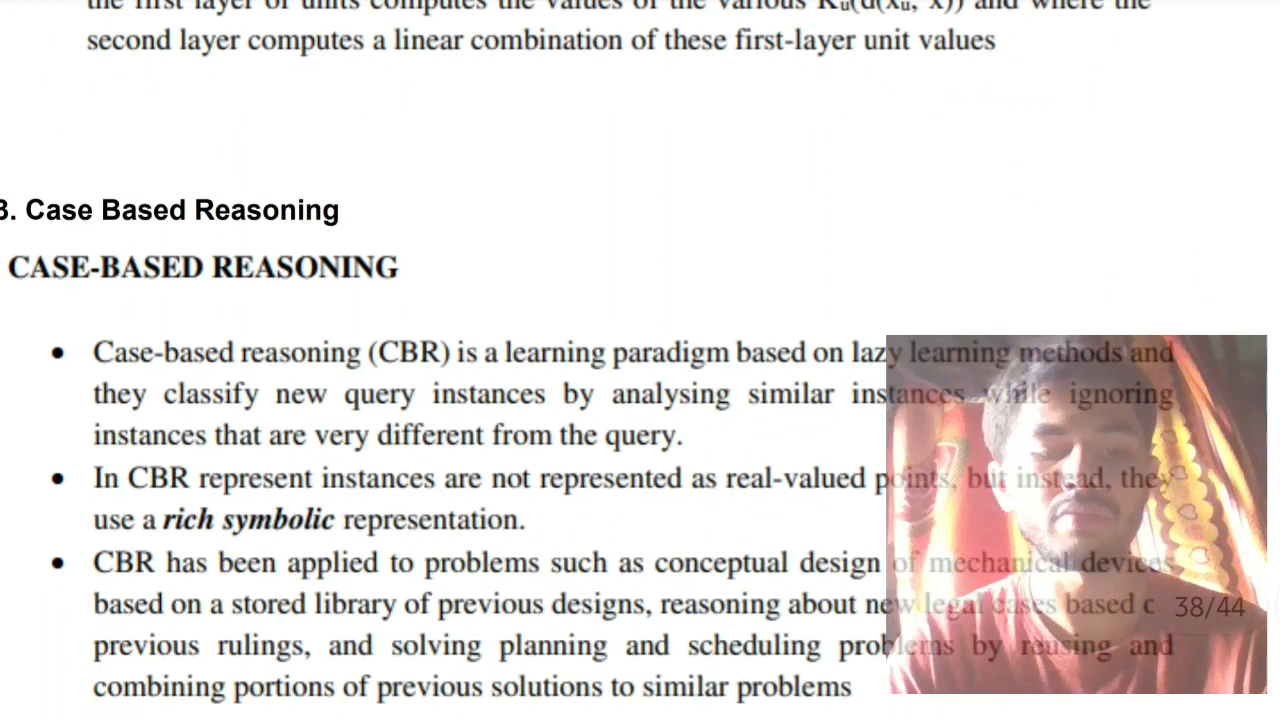 second layer computes a linear combination of these first-layer unit values
3. Case Based Reasoning
CASE-BASED REASONING
• Case-based reasoning (CBR) is a learning paradigm based on lazy learning methods and
they classify new query instances by analysing similar instances while ignoring
instances that are very different from the query.
• In CBR represent instances are not represented as real-valued points, but instead, they
use a rich symbolic representation.
• CBR has been applied to problems such as conceptual design of mechanical devices
based on a stored library of previous designs, reasoning about new legal cases based
38/44
previous rulings, and solving planning and scheduling problems by reusing and
combining portions of previous solutions to similar problems